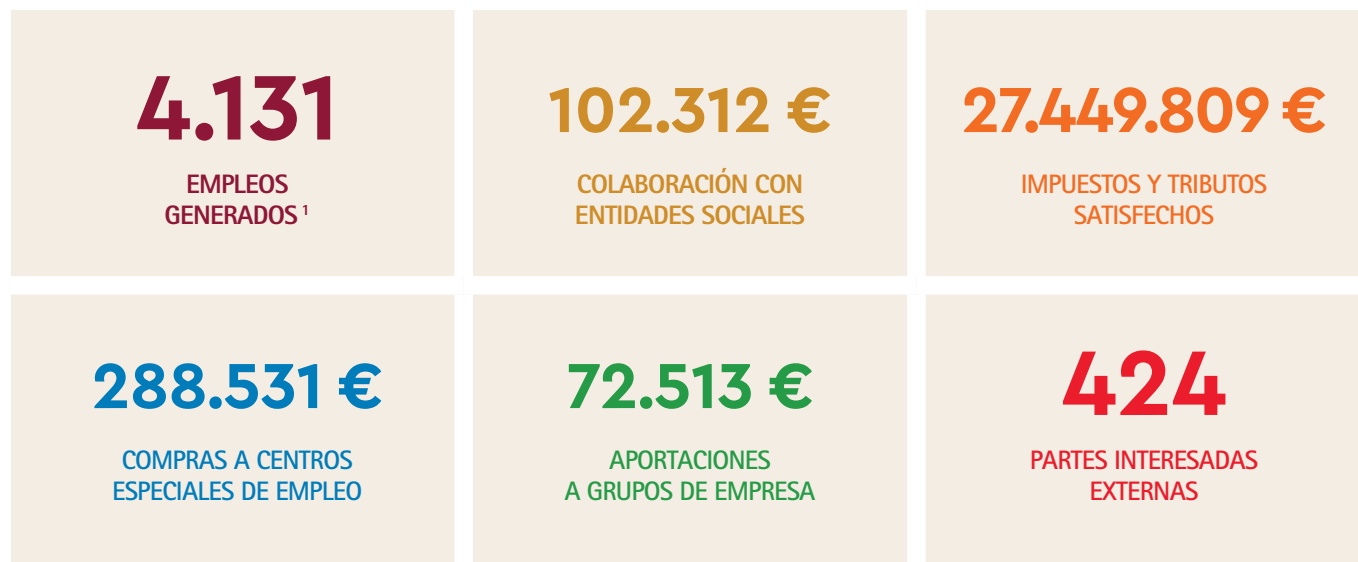 4.131
EMPLEOS
GENERADOS ¹
102.312 €
COLABORACIÓN CON
ENTIDADES SOCIALES
27.449.809 €
IMPUESTOS Y TRIBUTOS
SATISFECHOS
288.531 €
COMPRAS A CENTROS
ESPECIALES DE EMPLEO
72.513 €
APORTACIONES
A GRUPOS DE EMPRESA
424
PARTES INTERESADAS
EXTERNAS